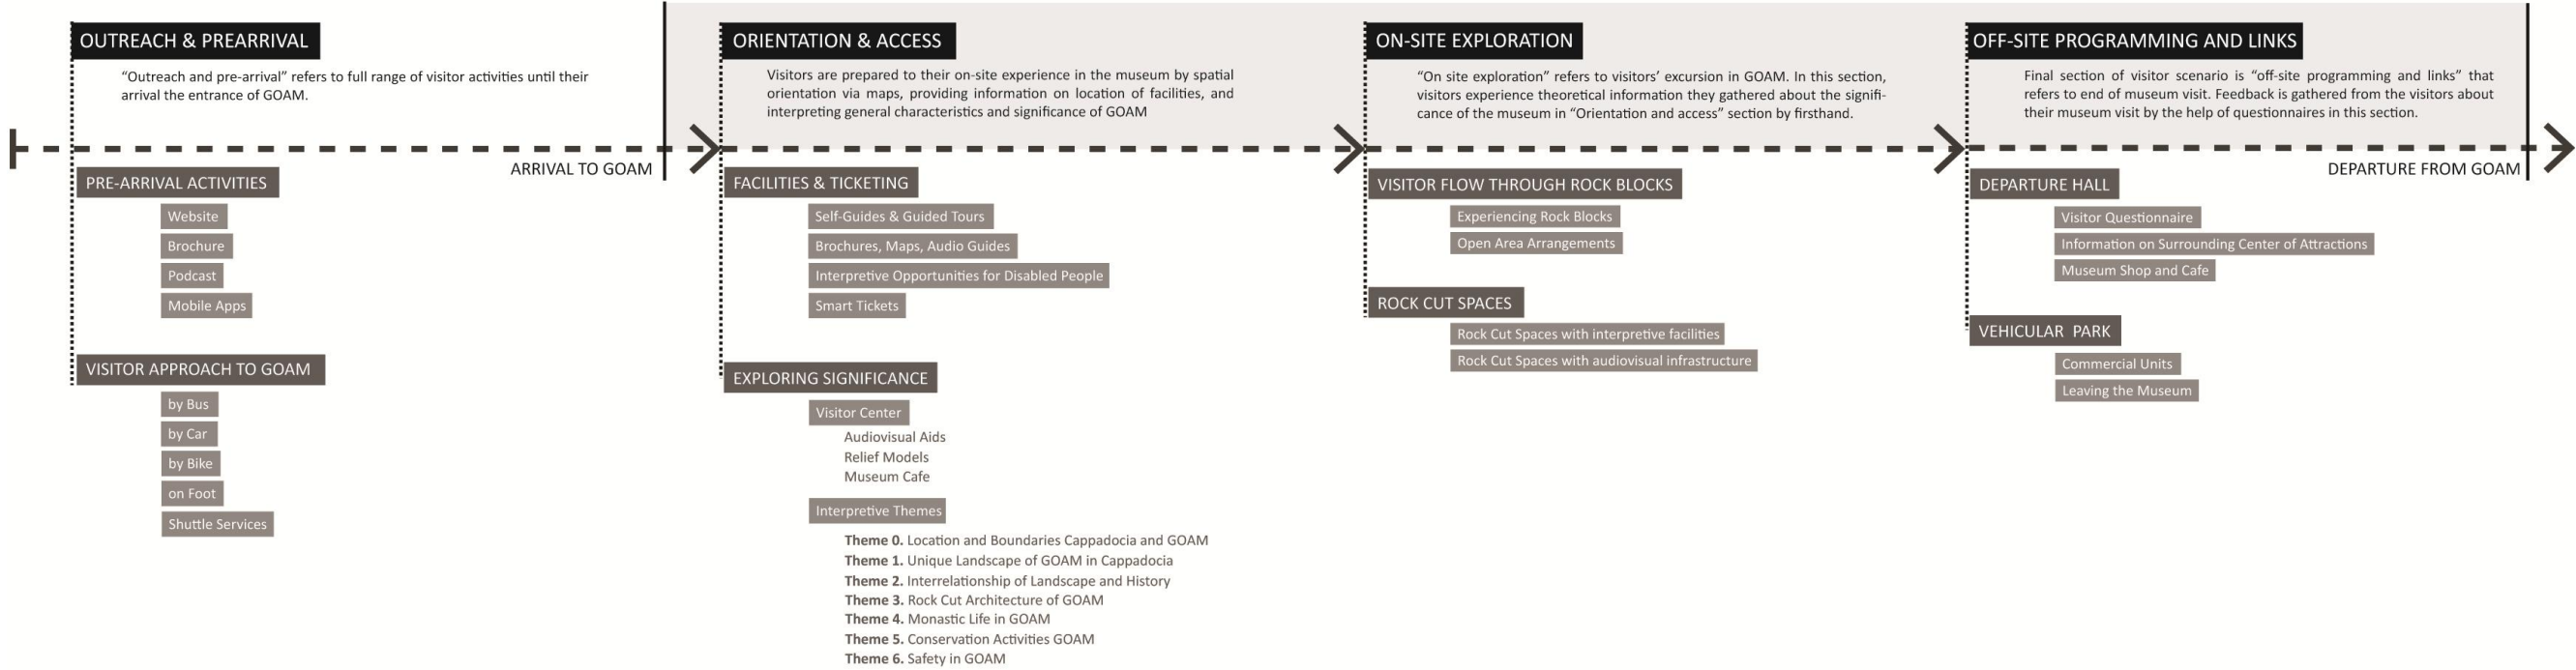 OUTREACH & PREARRIVAL
“Outreach and pre-arrival” refers to full range of visitor activities until their
arrival the entrance of GOAM.
ARRIVAL TO GOAM
PRE-ARRIVAL ACTIVITIES
Website
Brochure
Podcast
Mobile Apps
VISITOR APPROACH TO GOAM
by Bus
by Car
by Bike
on Foot
Shuttle Services
ORIENTATION & ACCESS
Visitors are prepared to their on-site experience in the museum by spatial
orientation via maps, providing information on location of facilities, and
interpreting general characteristics and significance of GOAM
FACILITIES & TICKETING
Self-Guides & Guided Tours
Brochures, Maps, Audio Guides
Interpretive Opportunities for Disabled People
Smart Tickets
EXPLORING SIGNIFICANCE
Visitor Center
Audiovisual Aids
Relief Models
Museum Cafe
Interpretive Themes
Theme 0. Location and Boundaries Cappadocia and GOAM
Theme 1. Unique Landscape of GOAM in Cappadocia
Theme 2. Interrelationship of Landscape and History
Theme 3. Rock Cut Architecture of GOAM
Theme 4. Monastic Life in GOAM
Theme 5. Conservation Activities GOAM
Theme 6. Safety in GOAM
ON-SITE EXPLORATION
“On site exploration” refers to visitors’ excursion in GOAM. In this section,
visitors experience theoretical information they gathered about the signifi-
cance of the museum in “Orientation and access” section by firsthand.
VISITOR FLOW THROUGH ROCK BLOCKS
Experiencing Rock Blocks
Open Area Arrangements
ROCK CUT SPACES
Rock Cut Spaces with interpretive facilities
Rock Cut Spaces with audiovisual infrastructure
OFF-SITE PROGRAMMING AND LINKS
Final section of visitor scenario is “off-site programming and links” that
refers to end of museum visit. Feedback is gathered from the visitors about
their museum visit by the help of questionnaires in this section.
DEPARTURE FROM GOAM
DEPARTURE HALL
Visitor Questionnaire
Information on Surrounding Center of Attractions
Museum Shop and Cafe
VEHICULAR PARK
Commercial Units
Leaving the Museum